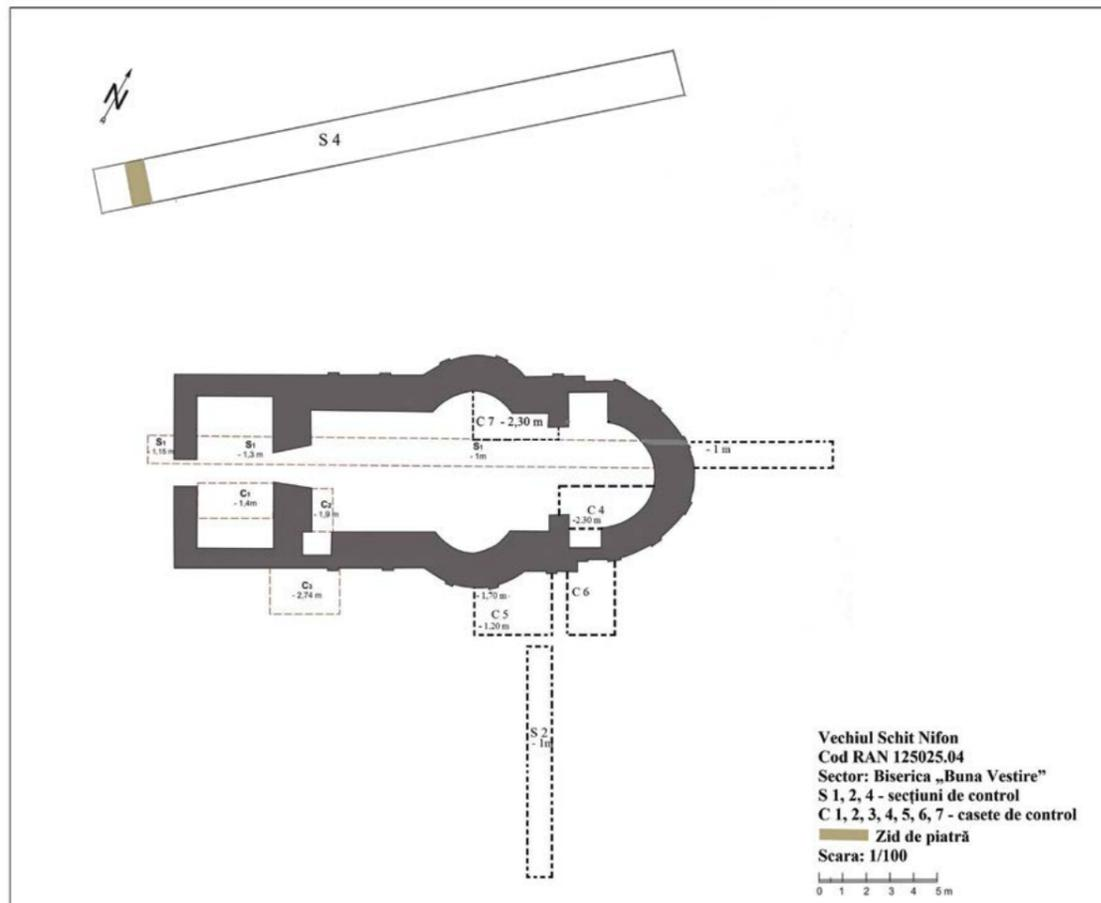 N
S 4
C 7 - 2,30 m
S1
- 1,15 m
S1
- 1,3 m
S1
- 1m
- 1 m
C1
- 1,4m
C2
- 1,9 m
C 4
-2.30 m
C3
- 2,74 m
- 1,70 m
C 5
- 1.20 m
C 6
S 2
- 1m
Vechiul Schit Nifon
Cod RAN 125025.04
Sector: Biserica „Buna Vestire”
S 1, 2, 4 - secțiuni de control
C 1, 2, 3, 4, 5, 6, 7 - casete de control
Zid de piatră
Scara: 1/100
0 1 2 3 4 5 m